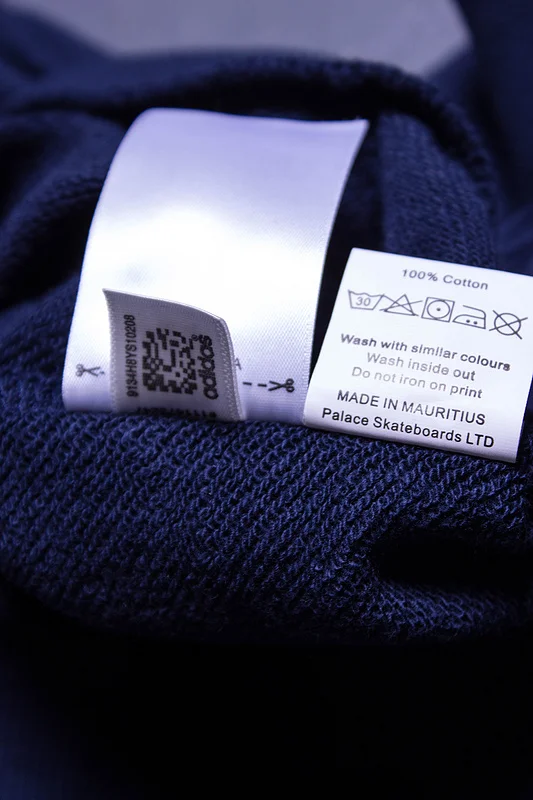 9134H8YS10208
adidas
100% Cotton
30
Wash with similar colours
Wash inside out
Do not iron on print
MADE IN MAURITIUS
Palace Skateboards LTD